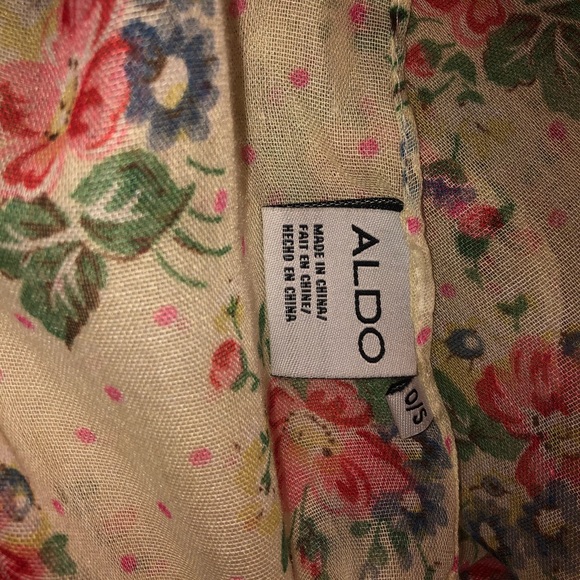 ALDO
MADE IN CHINA/
FAIT EN CHINE/
HECHO EN CHINA
O/S